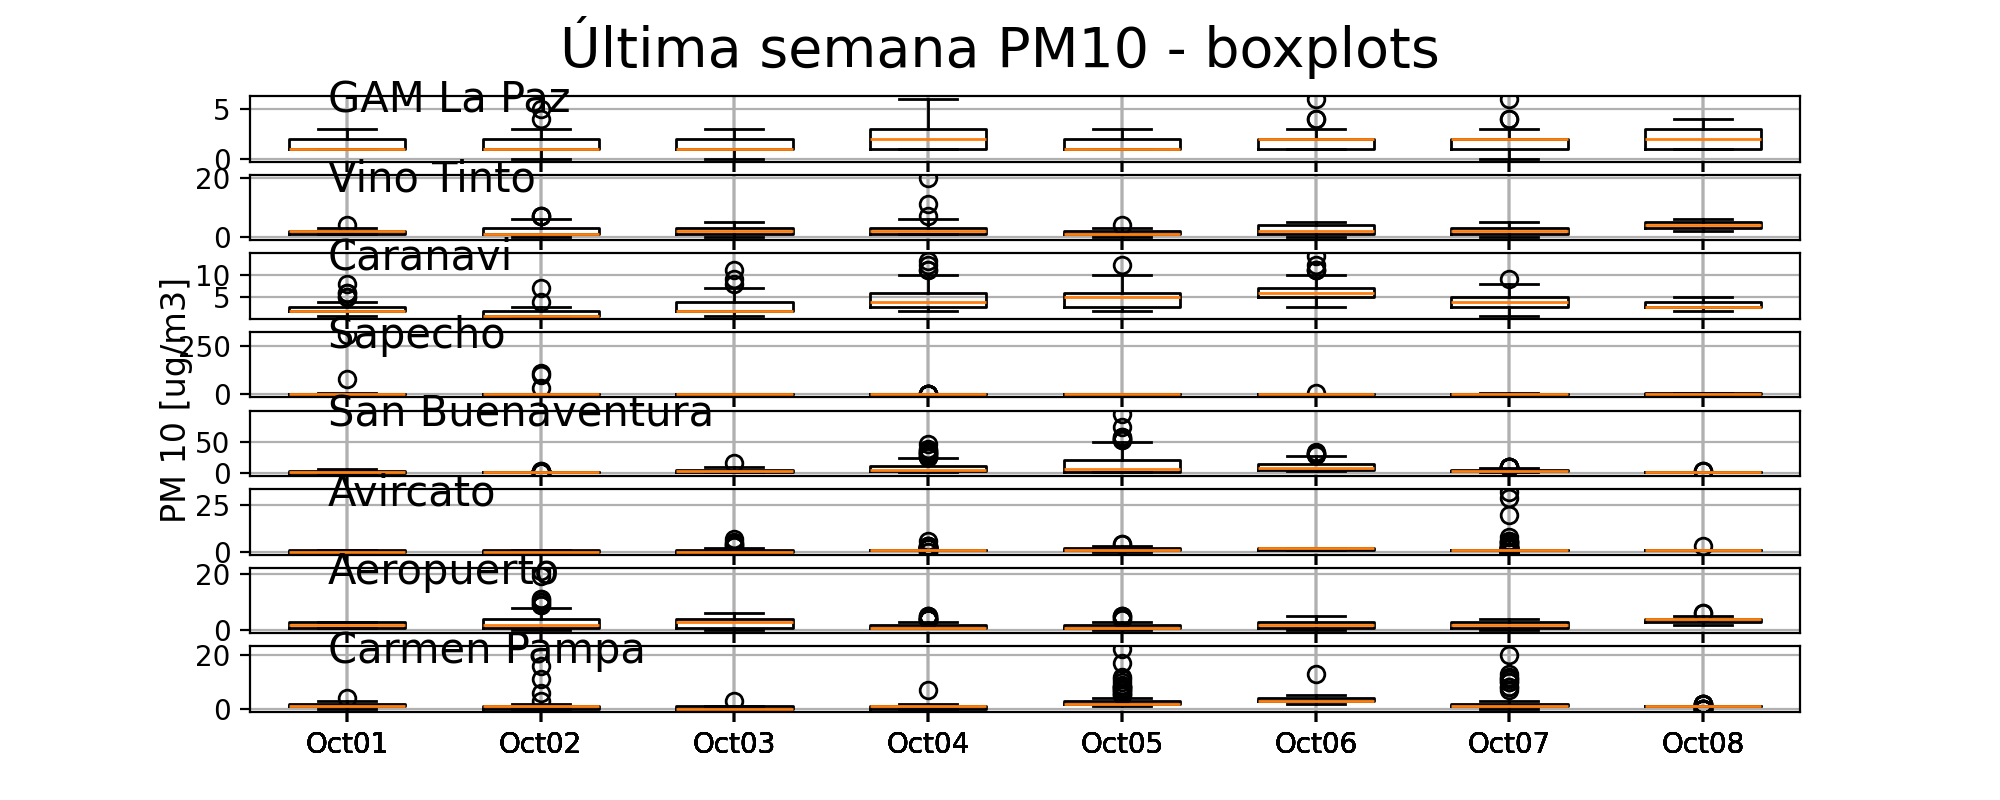 Última semana PM10 - boxplots
GAM La Paz
5
0
Vino Tinto
20
0
Caranavi
10
5
Sapecho
250
0
San Buenaventura
50
0
Avircato
25
0
Aeropuerto
20
0
Carmen Pampa
20
0
PM 10 [ug/m3]
Oct01 Oct02 Oct03 Oct04 Oct05 Oct06 Oct07 Oct08